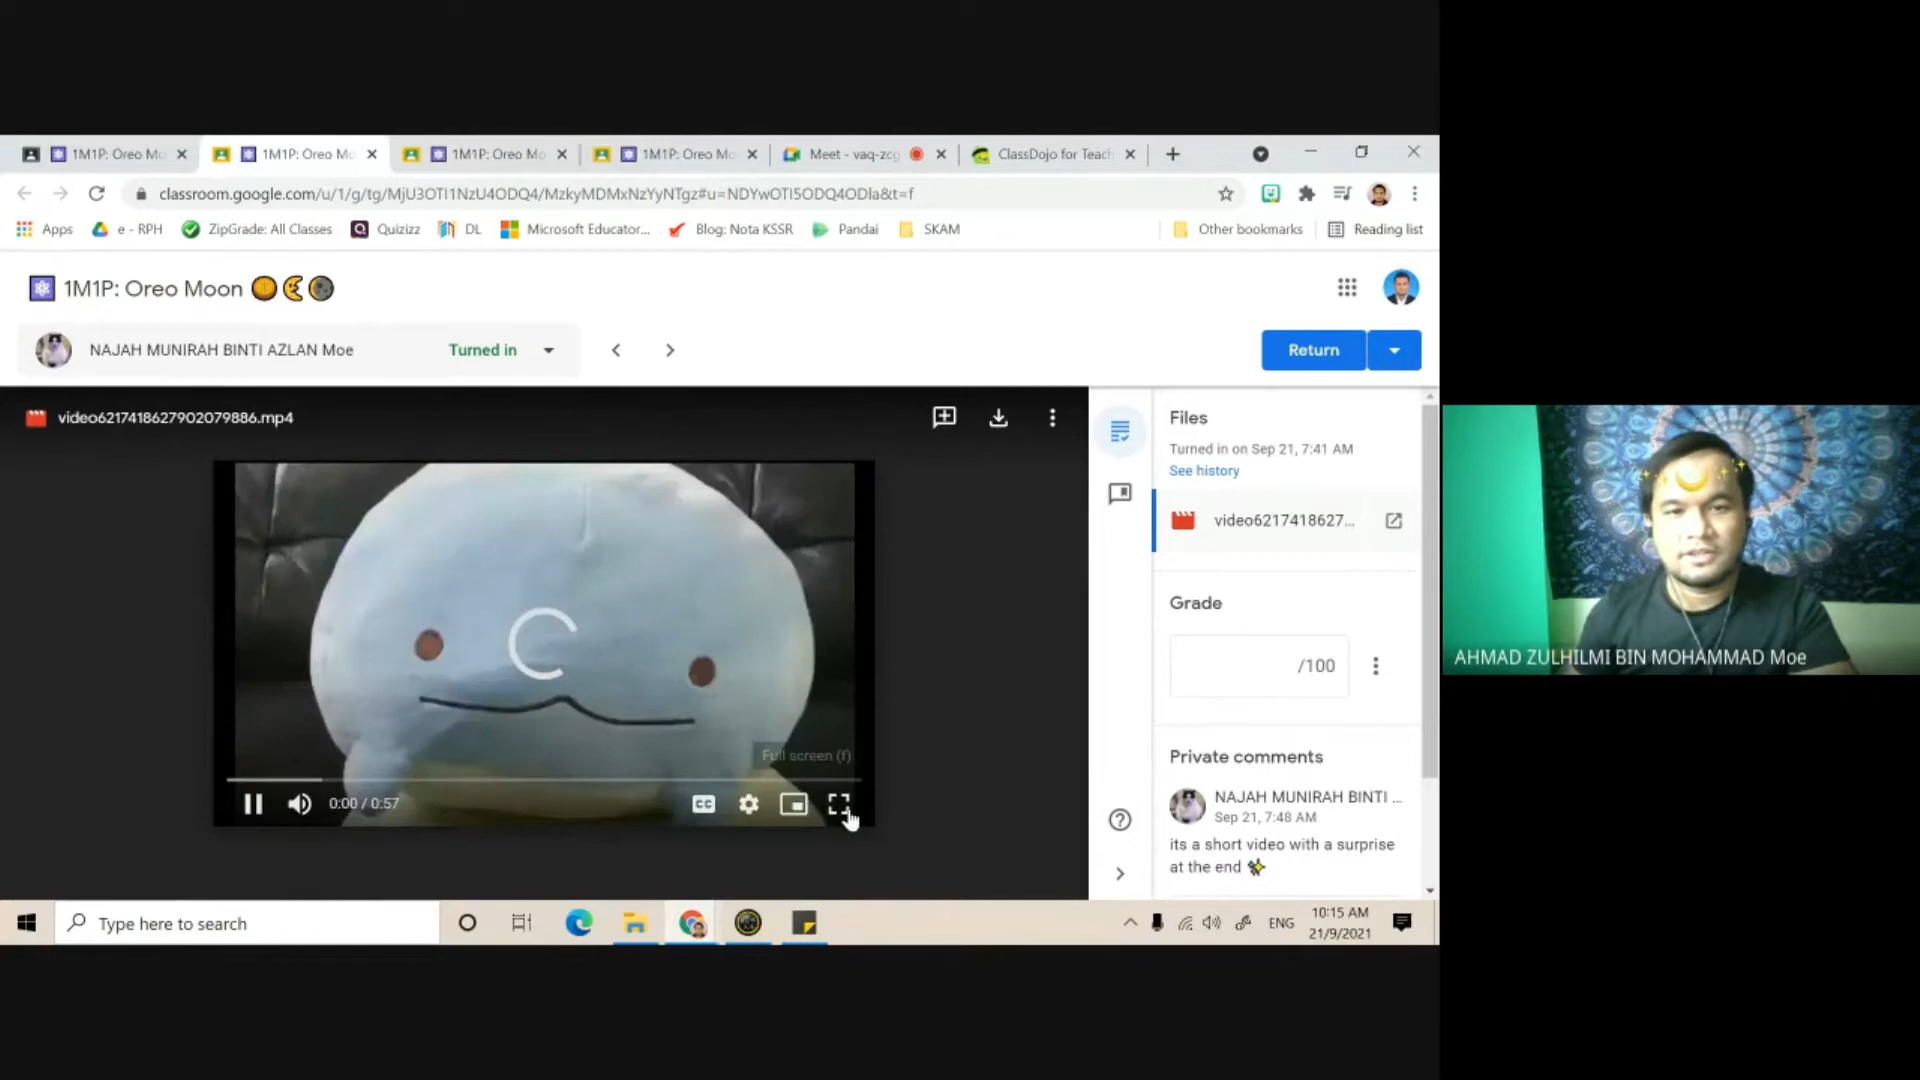 1M1P: Oreo Mo
1M1P: Oreo Mo
1M1P: Oreo Mo
1M1P: Oreo Mo
Meet - vaq-zcg
ClassDojo for Teach
classroom.google.com/u/1/g/tg/MjU3OTI1NzU4ODQ4/MzkyMDMxNzYyNTgz#u=NDYwOTI5ODQ4ODla&t=f
Apps
e - RPH
ZipGrade: All Classes
Quizizz
DL
Microsoft Educator...
Blog: Nota KSSR
Pandai
SKAM
Other bookmarks
Reading list
1M1P: Oreo Moon
NAJAH MUNIRAH BINTI AZLAN Moe
Turned in
Return
video6217418627902079886.mp4
Full screen (f)
0:00 / 0:57
CC
Files
Turned in on Sep 21, 7:41 AM
See history
video6217418627...
Grade
/100
Private comments
NAJAH MUNIRAH BINTI ...
Sep 21, 7:48 AM
its a short video with a surprise
at the end
AHMAD ZULHILMI BIN MOHAMMAD Moe
Type here to search
ENG
10:15 AM
21/9/2021